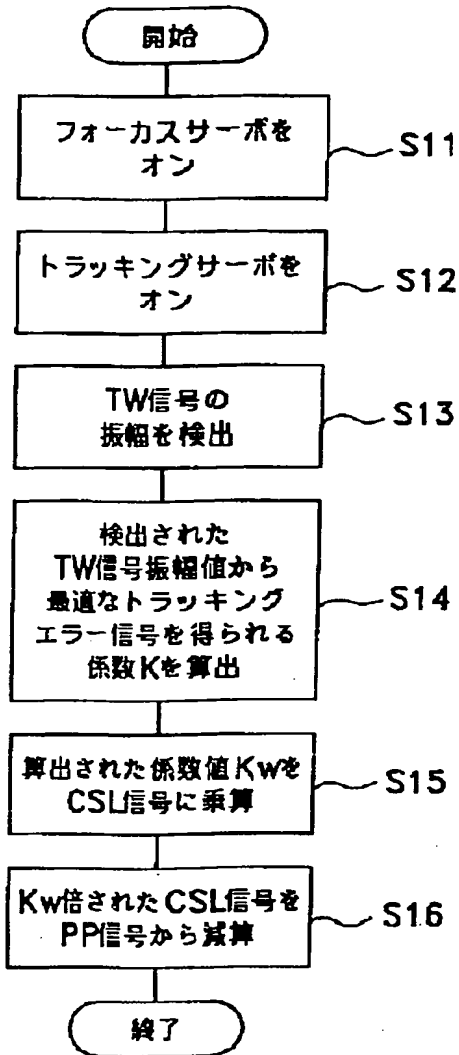 開始
フォーカスサーボを
オン
S11
トラッキングサーボを
オン
S12
TW信号の
振幅を検出
S13
検出された
TW信号振幅値から
最適なトラッキング
エラー信号を得られる
係数Kを算出
S14
算出された係数値Kwを
CSL信号に乗算
S15
Kw倍されたCSL信号を
PP信号から減算
S16
終了